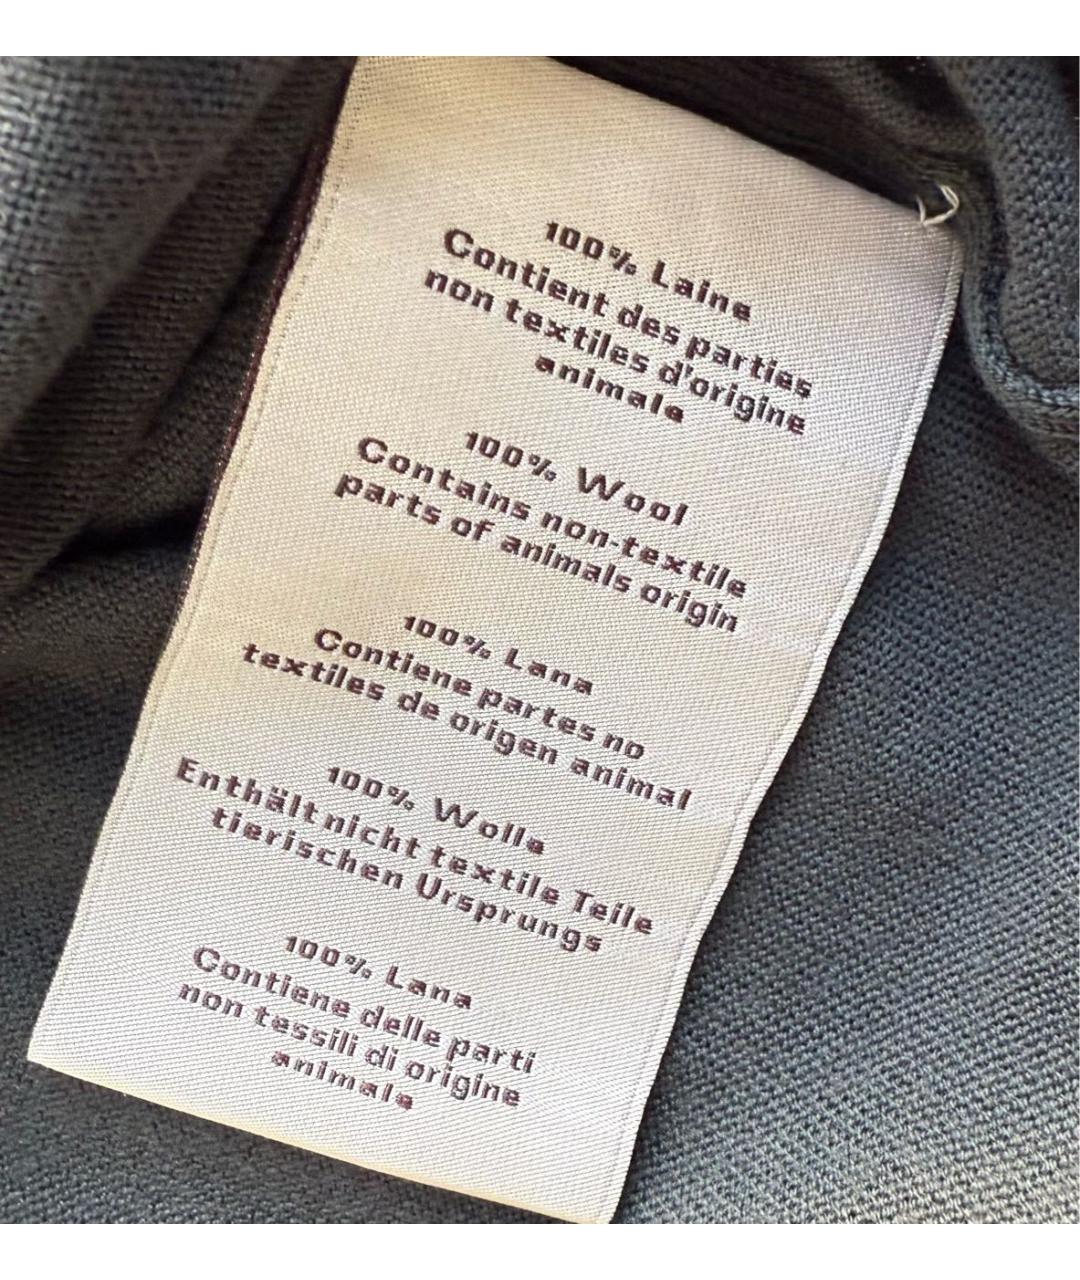 100% Laine
Contient des parties
non textiles d'origine
animale
100% Wool
Contains non-textile
parts of animals origin
100% Lana
Contiene partes no
textiles de origen animal
100% Wolle
Enthält nicht textile Teile
tierischen Ursprungs
100% Lana
Contiene delle parti
non tessili di origine
animale